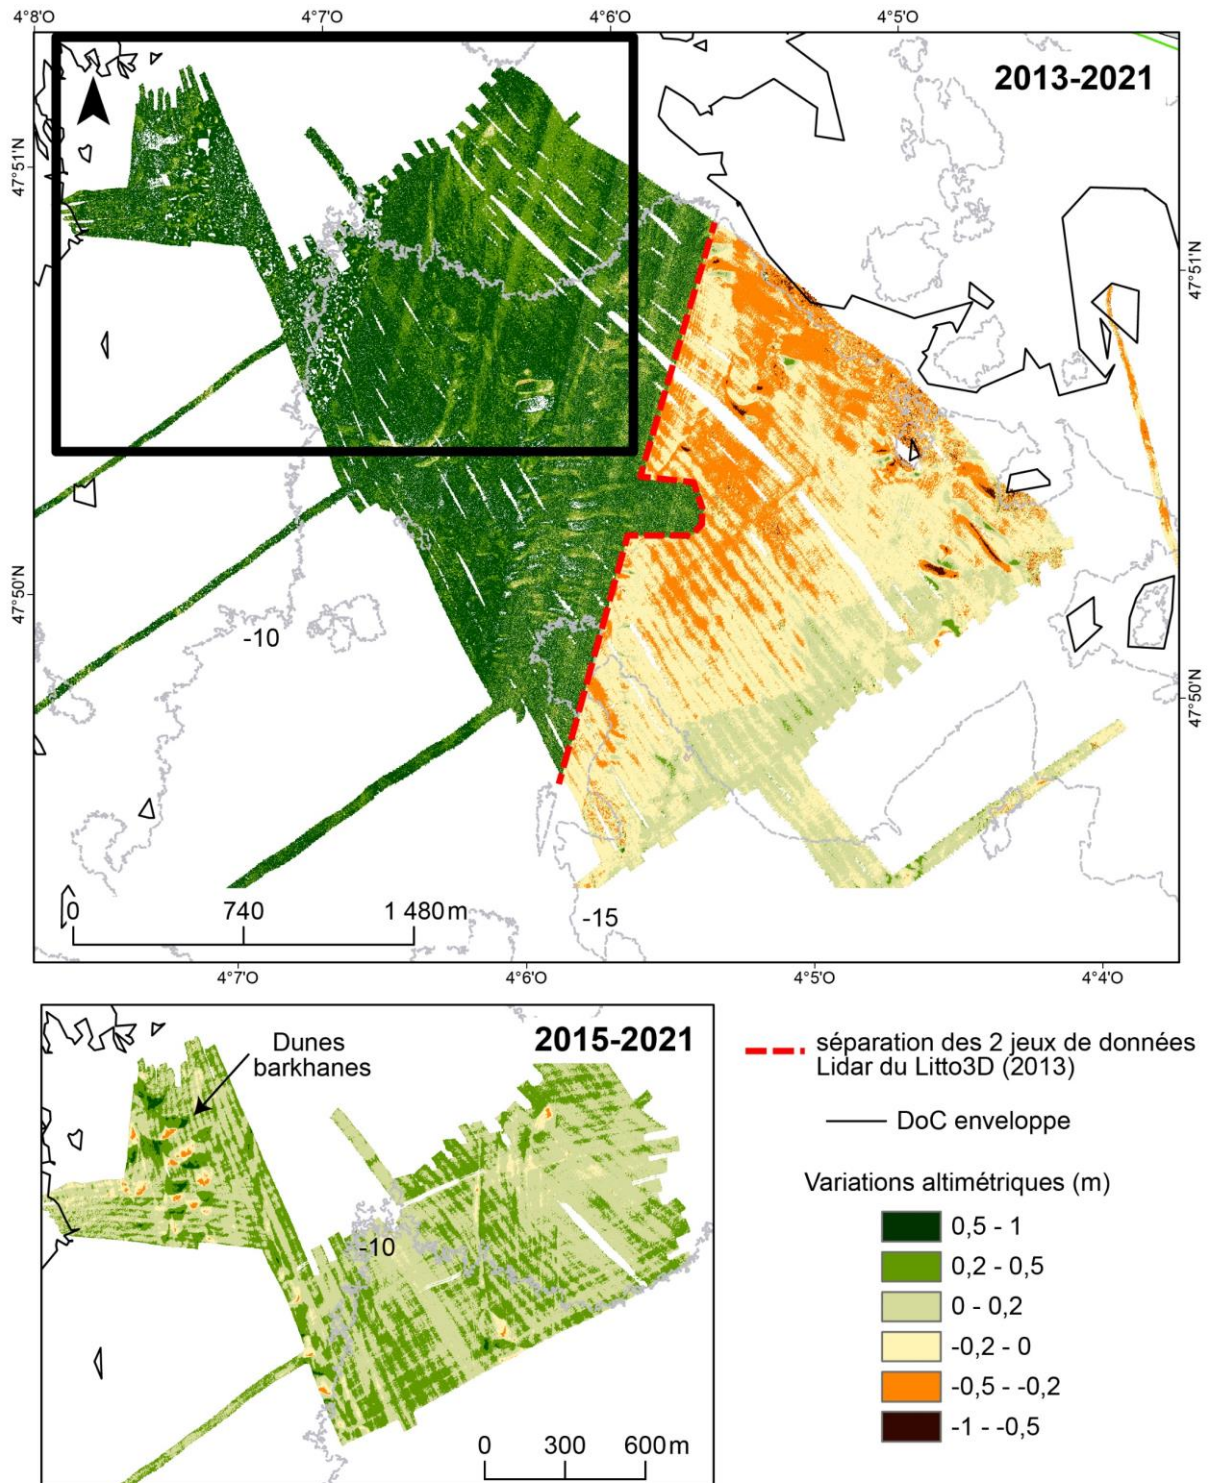 4°8'O 4°7'O 4°6'O 4°5'O
2013-2021
47°51'N
47°51'N
47°50'N
-10
47°50'N
0 740 1 480 m
-15
4°7'O 4°6'O 4°5'O 4°4'O
2015-2021
Dunes
barkhanes
-10
0 300 600 m
séparation des 2 jeux de données
Lidar du Litto3D (2013)
DoC enveloppe
Variations altimétriques (m)
0,5 - 1
0,2 - 0,5
0 - 0,2
-0,2 - 0
-0,5 - -0,2
-1 - -0,5